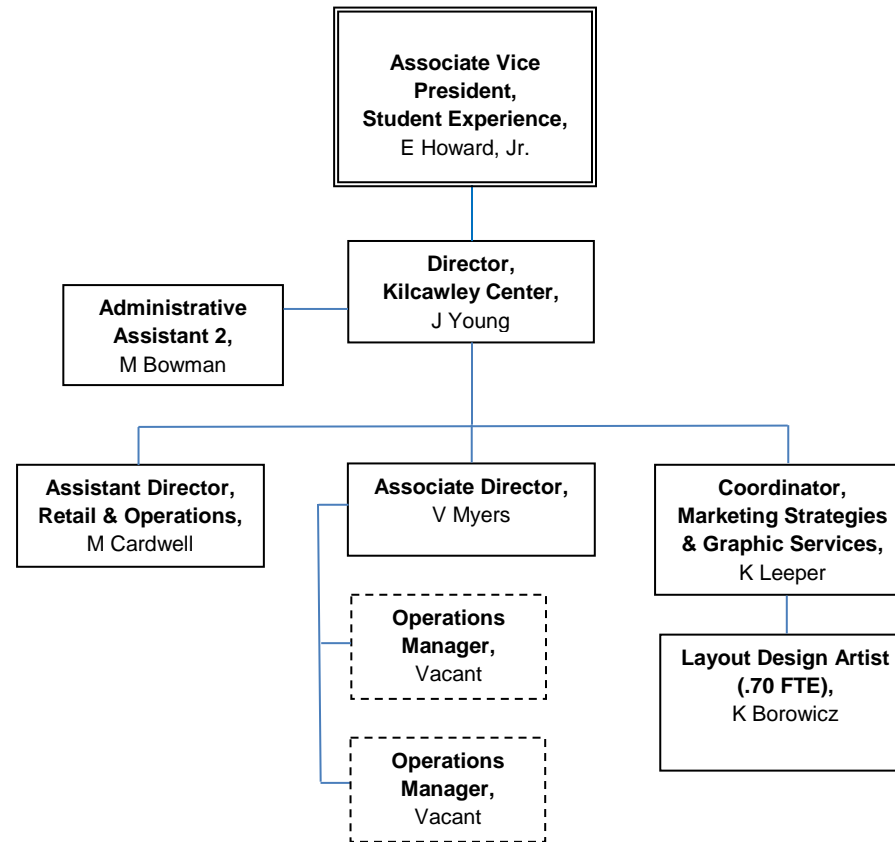 Associate Vice
President,
Student Experience,
E Howard, Jr.
Director,
Kilcawley Center,
J Young
Administrative
Assistant 2,
M Bowman
Assistant Director,
Retail & Operations,
M Cardwell
Associate Director,
V Myers
Coordinator,
Marketing Strategies
& Graphic Services,
K Leeper
Operations
Manager,
Vacant
Layout Design Artist
(.70 FTE),
K Borowicz
Operations
Manager,
Vacant